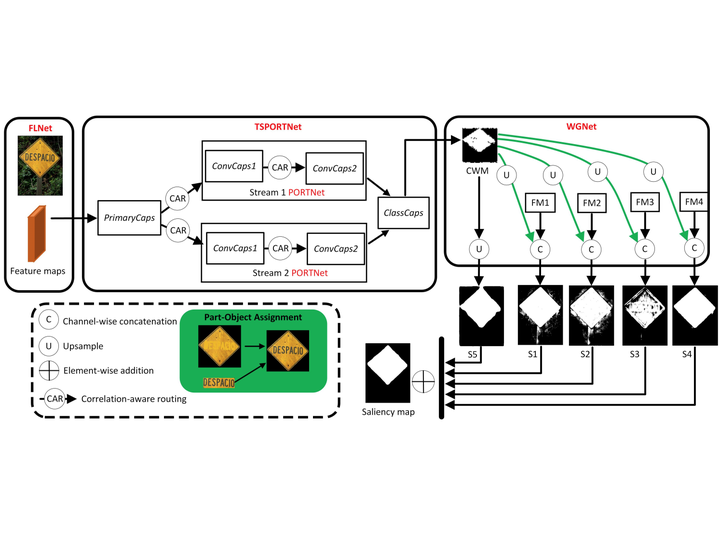 FLNet
DESPACIO
Feature maps
TSPORTNet
PrimaryCaps
CAR
CAR
ConvCaps1
CAR
ConvCaps2
Stream 1 PORTNet
ConvCaps1
CAR
ConvCaps2
Stream 2 PORTNet
ClassCaps
WGNet
CWM
U
U
U
U
FM1
FM2
FM3
FM4
U
C
C
C
C
S5
S1
S2
S3
S4
C Channel-wise concatenation
U Upsample
Element-wise addition
CAR Correlation-aware routing
Part-Object Assignment
DESPACIO
DESPACIO
Saliency map